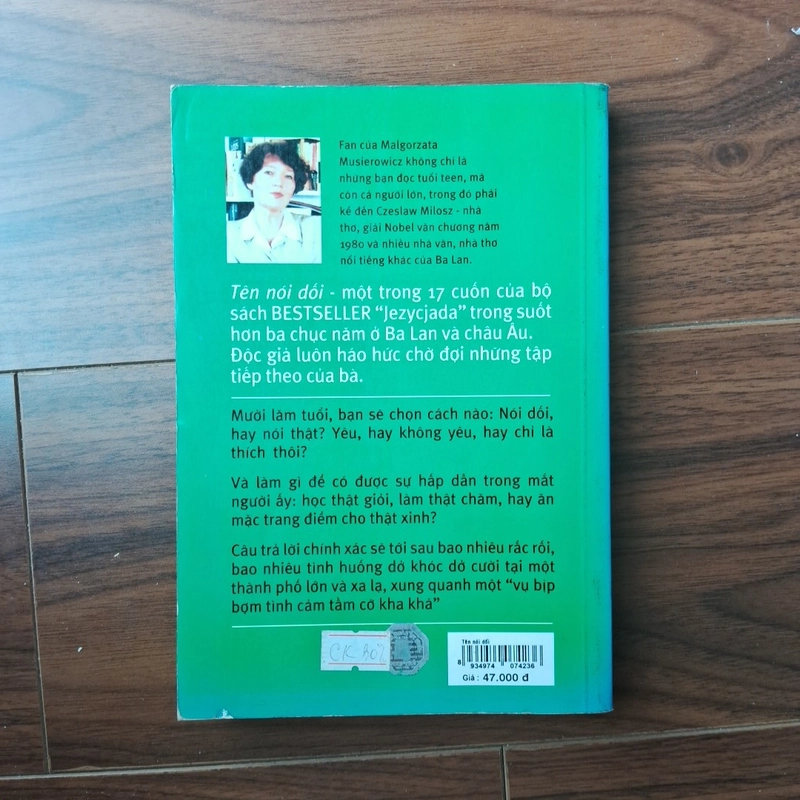 Fan của Malgorzata
Musierowicz không chỉ là
những bạn đọc tuổi teen, mà
còn cả người lớn, trong đó phải
kể đến Czeslaw Milosz - nhà
thơ, giải Nobel văn chương năm
1980 và nhiều nhà văn, nhà thơ
nổi tiếng khác của Ba Lan.
Tên nói dối - một trong 17 cuốn của bộ
sách BESTSELLER "Jezycjada" trong suốt
hơn ba chục năm ở Ba Lan và châu Âu.
Độc giả luôn háo hức chờ đợi những tập
tiếp theo của bà.
Mười lăm tuổi, bạn sẽ chọn cách nào: Nói dối,
hay nói thật? Yêu, hay không yêu, hay chỉ là
thích thôi?
Và làm gì để có được sự hấp dẫn trong mắt
người ấy: học thật giỏi, làm thật chăm, hay ăn
mặc trang điểm cho thật xinh?
Câu trả lời chính xác sẽ tới sau bao nhiêu rắc rối,
bao nhiêu tình huống dở khóc dở cười tại một
thành phố lớn và xa lạ, xung quanh một "vụ bịp
bợm tình cảm tầm cỡ kha khá"
CK 30%
Tên nói dối
8 934974 074236
Giá : 47.000 đ